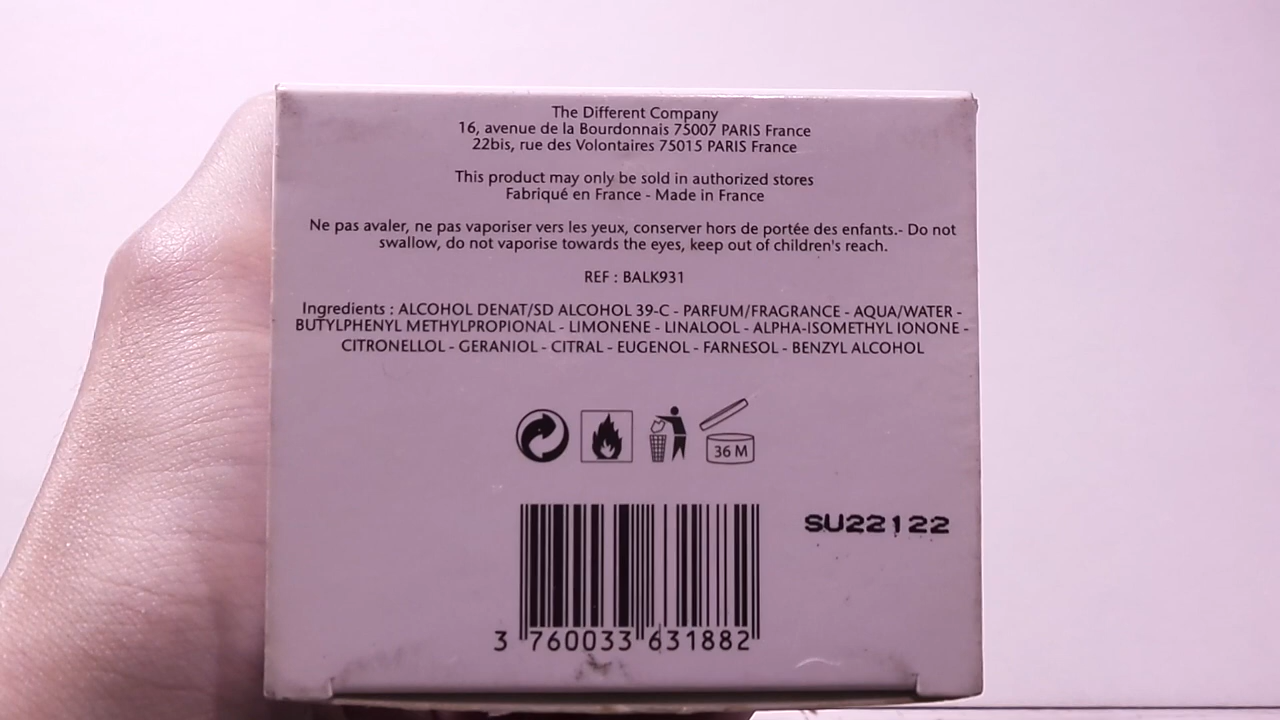 The Different Company
16, avenue de la Bourdonnais 75007 PARIS France
22bis, rue des Volontaires 75015 PARIS France
This product may only be sold in authorized stores
Fabriqué en France - Made in France
Ne pas avaler, ne pas vaporiser vers les yeux, conserver hors de portée des enfants.- Do not
swallow, do not vaporise towards the eyes, keep out of children's reach.
REF : BALK931
Ingredients : ALCOHOL DENAT/SD ALCOHOL 39-C - PARFUM/FRAGRANCE - AQUA/WATER -
BUTYLPHENYL METHYLPROPIONAL - LIMONENE - LINALOOL - ALPHA-ISOMETHYL IONONE -
CITRONELLOL - GERANIOL - CITRAL - EUGENOL - FARNESOL - BENZYL ALCOHOL
36 M
SU22122
3 760033 631882